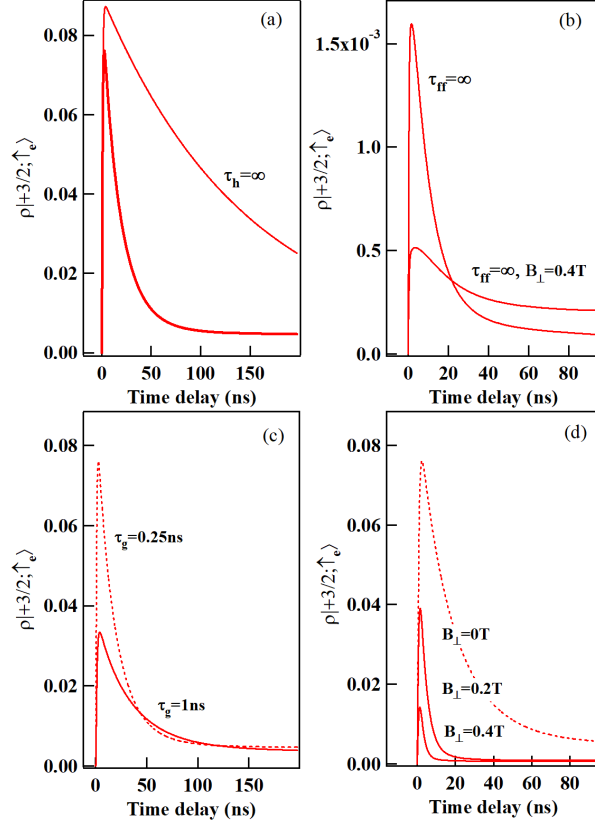 (a)
0.08
0.06
0.04
0.02
0.00
ρ|+3/2;↑e⟩
τh=∞
0 50 100 150
Time delay (ns)
(b)
1.5x10-3
1.0
0.5
0.0
ρ|+3/2;↑e⟩
τff=∞
τff=∞, B⊥=0.4T
0 20 40 60 80
Time delay (ns)
(c)
0.08
0.06
0.04
0.02
0.00
ρ|+3/2;↑e⟩
τg=0.25ns
τg=1ns
0 50 100 150
Time delay (ns)
(d)
0.08
0.06
0.04
0.02
0.00
ρ|+3/2;↑e⟩
B⊥=0T
B⊥=0.2T
B⊥=0.4T
0 20 40 60 80
Time delay (ns)